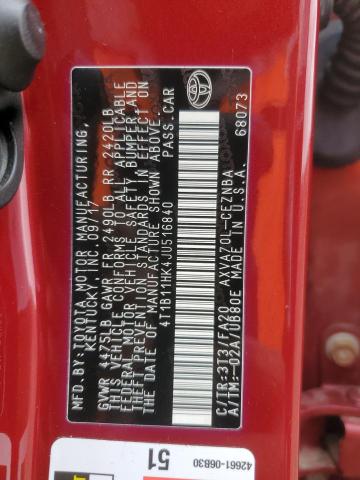 MFD. BY: TOYOTA MOTOR MANUFACTURING,
KENTUCKY, INC. 09/17
GVWR 4475LB GAWR FR 2490LB RR 2420LB
THIS VEHICLE CONFORMS TO ALL APPLICABLE
FEDERAL MOTOR VEHICLE SAFETY, BUMPER, AND
THEFT PREVENTION STANDARDS IN EFFECT ON
THE DATE OF MANUFACTURE SHOWN ABOVE.
4T1B11HK4JU516840 PASS.CAR
C/TR:3T3/FA20 AXVA70L-CEZNBA
A/TM:-02A/UB80E MADE IN U.S.A. 68073
42661-06B30
51